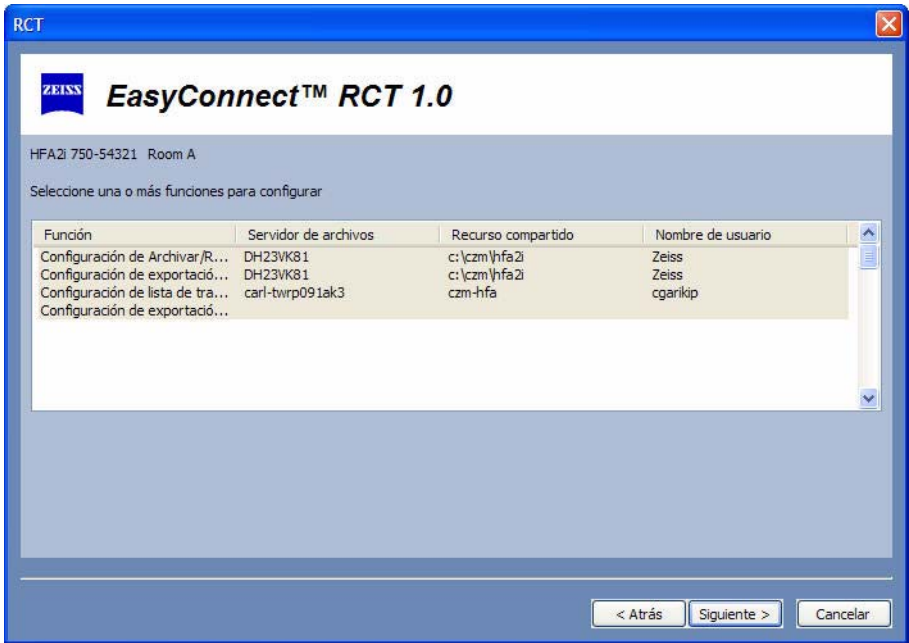 RCT
ZEISS
EasyConnect™ RCT 1.0
HFA2i 750-54321 Room A
Seleccione una o más funciones para configurar
Función Servidor de archivos Recurso compartido Nombre de usuario
Configuración de Archivar/R... DH23VK81 c:\czm\hfa2i Zeiss
Configuración de exportació... DH23VK81 c:\czm\hfa2i Zeiss
Configuración de lista de tra... carl-twrp091ak3 czm-hfa cgarikip
Configuración de exportació...
< Atrás Siguiente > Cancelar